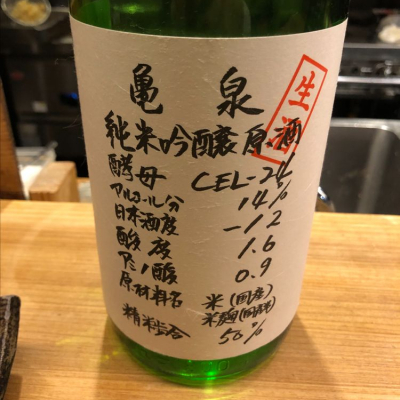 亀泉
生酒
純米吟醸原酒
酵母 CEL-24
アルコール分 14%
日本酒度 -12
酸度 1.6
アミノ酸 0.9
原材料名 米(国産)
米麹(国産米)
精米歩合 50%